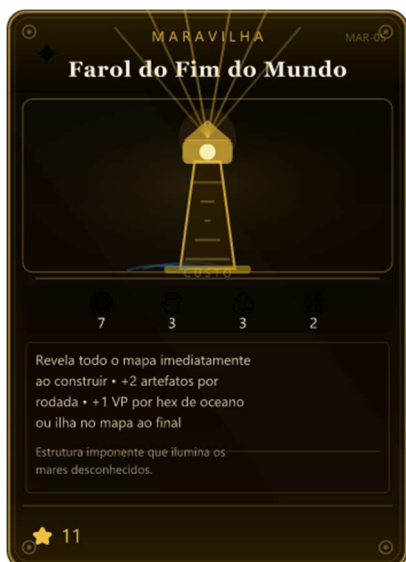 MARAVILHA
MAR-05
Farol do Fim do Mundo
CUSTO
7 3 3 2
Revela todo o mapa imediatamente
ao construir • +2 artefatos por
rodada • +1 VP por hex de oceano
ou ilha no mapa ao final
Estrutura imponente que ilumina os
mares desconhecidos.
11